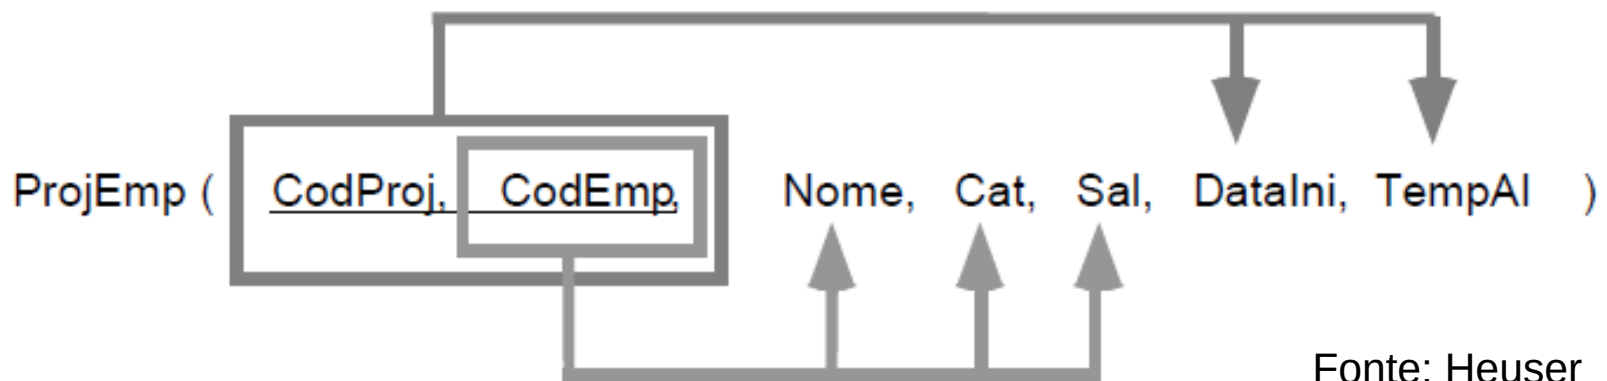 ProjEmp ( CodProj, CodEmp, Nome, Cat, Sal, DataIni, TempAl )
Fonte: Heuser